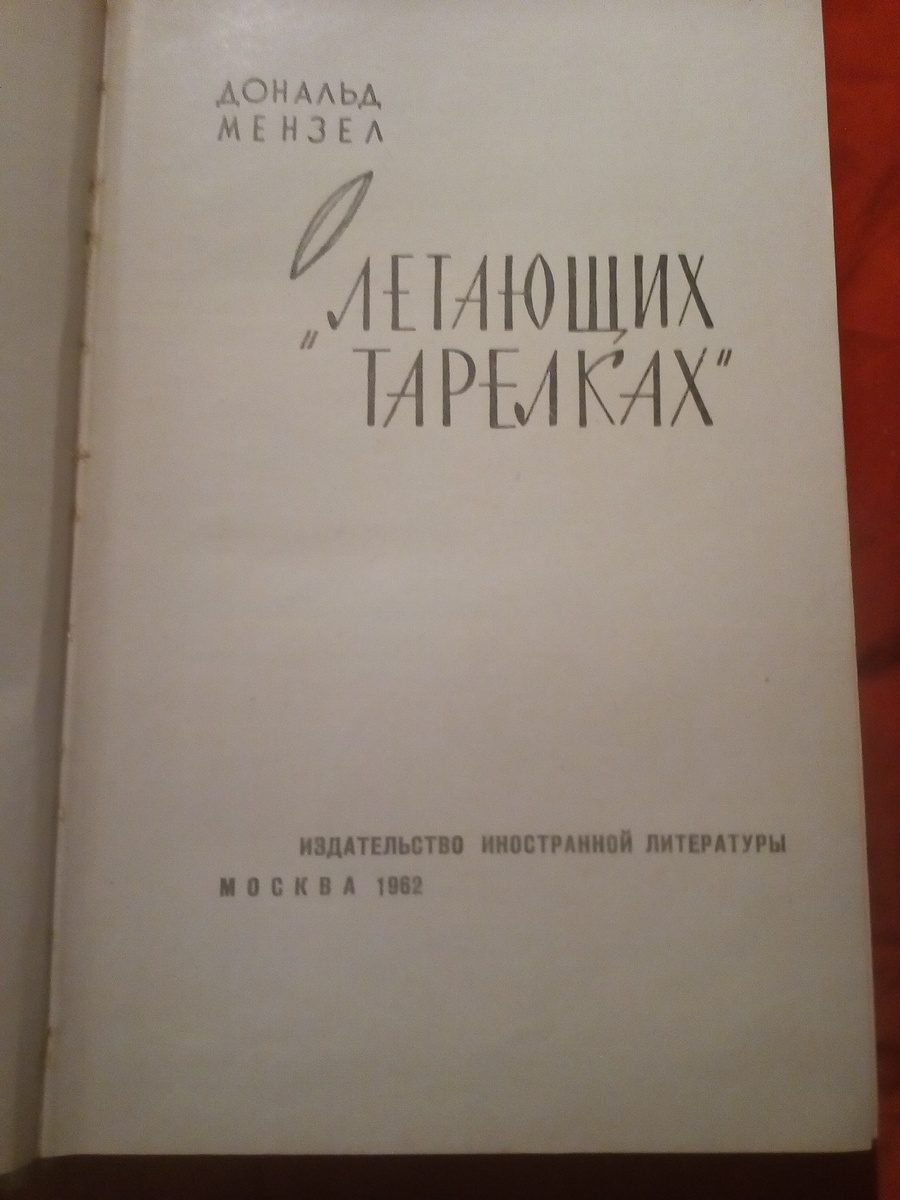 ДОНАЛЬД
МЕНЗЕЛ
О
„ЛЕТАЮЩИХ
ТАРЕЛКАХ"
ИЗДАТЕЛЬСТВО ИНОСТРАННОЙ ЛИТЕРАТУРЫ
МОСКВА 1962